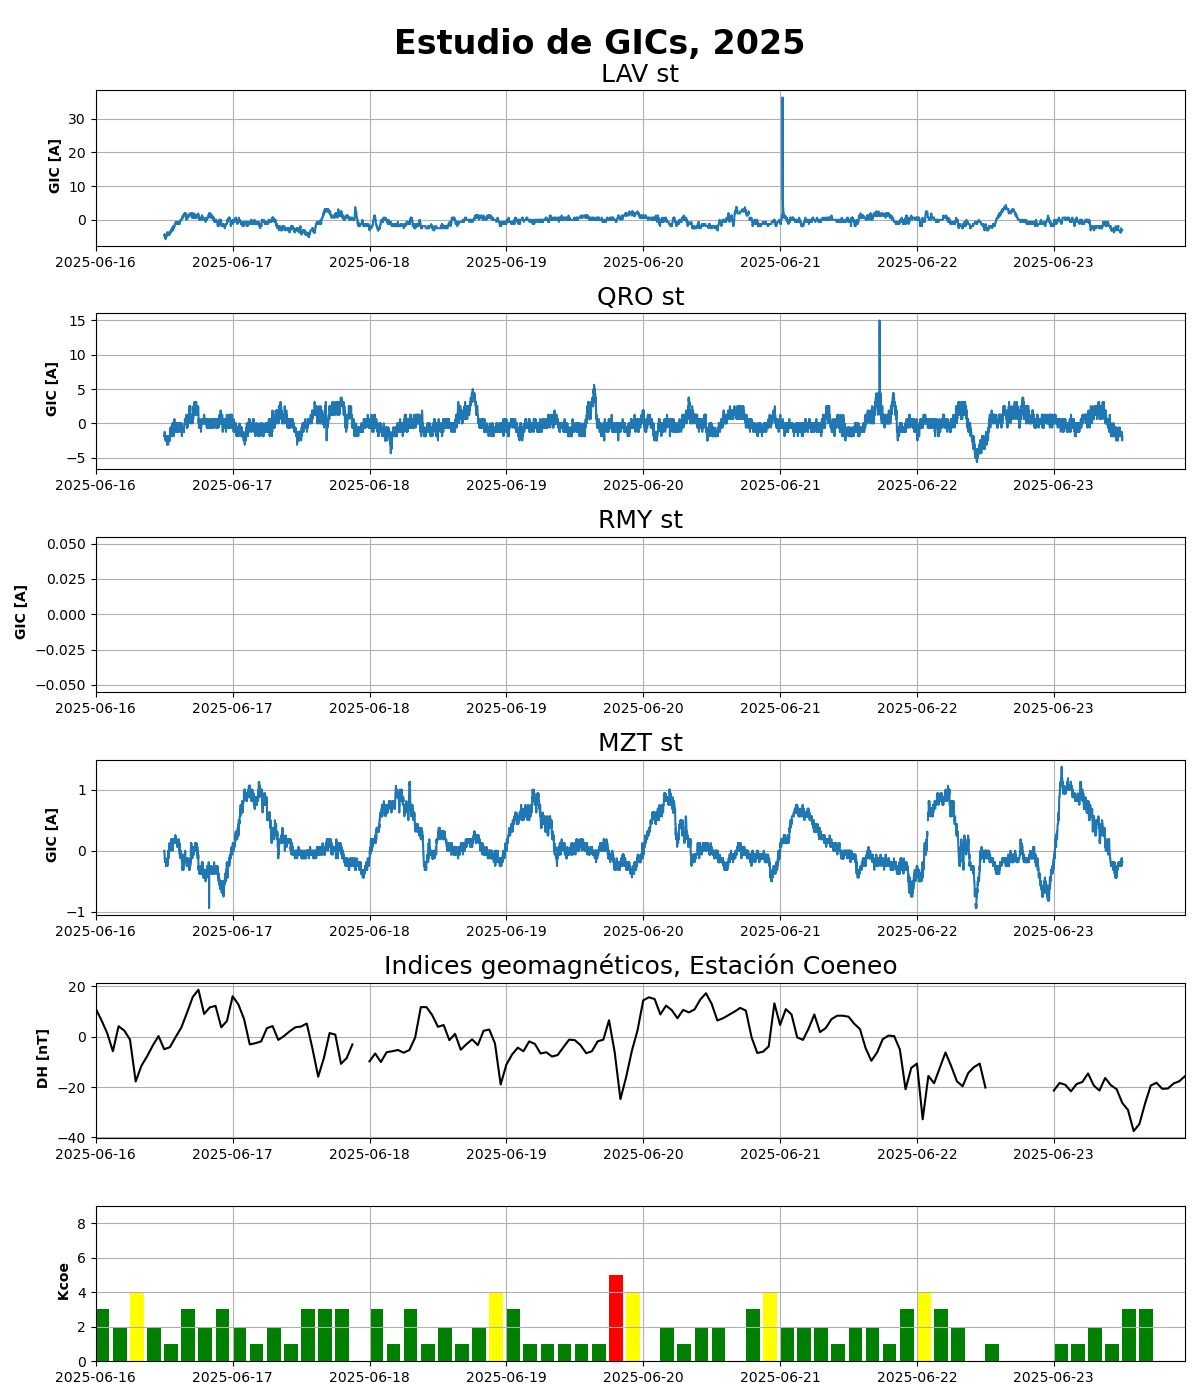 Estudio de GICs, 2025
LAV st
GIC [A]
30
20
10
0
2025-06-16 2025-06-17 2025-06-18 2025-06-19 2025-06-20 2025-06-21 2025-06-22 2025-06-23
QRO st
GIC [A]
15
10
5
0
−5
2025-06-16 2025-06-17 2025-06-18 2025-06-19 2025-06-20 2025-06-21 2025-06-22 2025-06-23
RMY st
GIC [A]
0.050
0.025
0.000
−0.025
−0.050
2025-06-16 2025-06-17 2025-06-18 2025-06-19 2025-06-20 2025-06-21 2025-06-22 2025-06-23
MZT st
GIC [A]
1
0
−1
2025-06-16 2025-06-17 2025-06-18 2025-06-19 2025-06-20 2025-06-21 2025-06-22 2025-06-23
Indices geomagnéticos, Estación Coeneo
DH [nT]
20
0
−20
−40
2025-06-16 2025-06-17 2025-06-18 2025-06-19 2025-06-20 2025-06-21 2025-06-22 2025-06-23
Kcoe
8
6
4
2
0
2025-06-16 2025-06-17 2025-06-18 2025-06-19 2025-06-20 2025-06-21 2025-06-22 2025-06-23